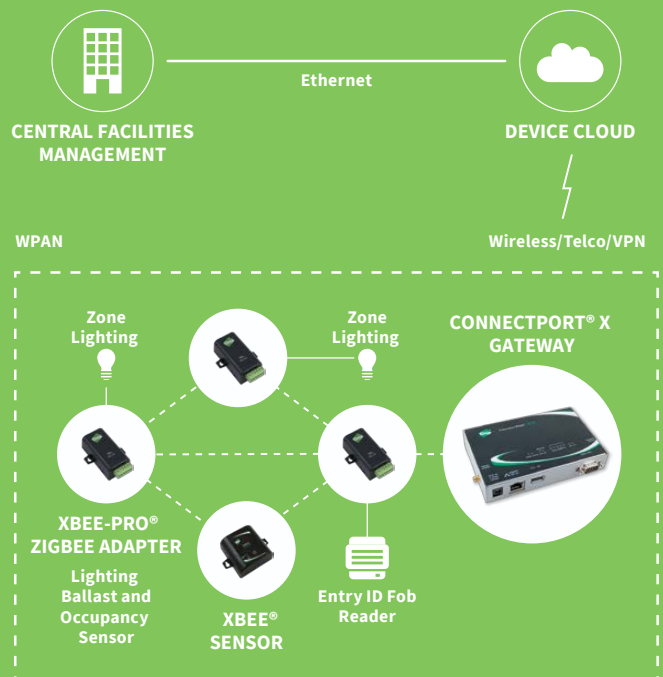 Ethernet
CENTRAL FACILITIES
MANAGEMENT
DEVICE CLOUD
WPAN
Wireless/Telco/VPN
Zone
Lighting
Zone
Lighting
CONNECTPORT® X
GATEWAY
XBEE-PRO®
ZIGBEE ADAPTER
Lighting
Ballast and
Occupancy
Sensor
XBEE®
SENSOR
Entry ID Fob
Reader